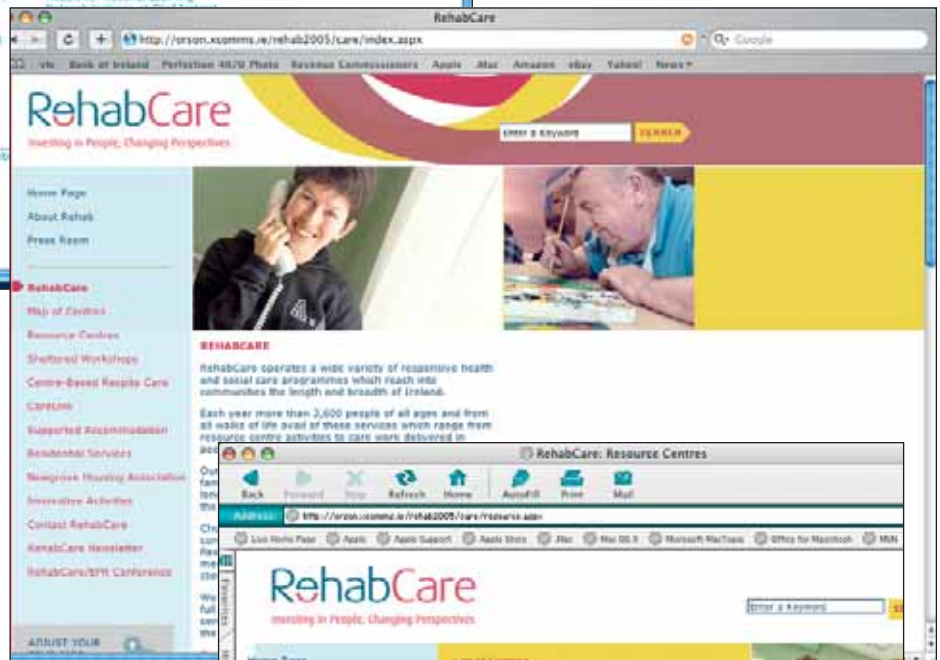 RehabCare
http://orson.xcomms.ie/rehab2005/care/index.aspx
Google
vhi Bank of Ireland Perfection 4870 Photo Revenue Commissioners Apple .Mac Amazon eBay Yahoo! News
RehabCare
Investing in People, Changing Perspectives
Enter a Keyword
SEARCH
Home Page
About Rehab
Press Room
RehabCare
Map of Centres
Resource Centres
Sheltered Workshops
Centre-Based Respite Care
CareLink
Supported Accommodation
Residential Services
Newgrove Housing Association
Innovative Activities
Contact RehabCare
RehabCare Newsletter
RehabCare/EPR Conference
ADJUST YOUR
REHABCARE
RehabCare operates a wide variety of responsive health
and social care programmes which reach into
communities the length and breadth of Ireland.
Each year more than 2,600 people of all ages and from
all walks of life avail of these services which range from
resource centre activities to care work delivered in
RehabCare: Resource Centres
Back Forward Stop Refresh Home AutoFill Print Mail
Address: http://orson.xcomms.ie/rehab2005/care/resource.aspx
Live Home Page Apple Apple Support Apple Store .Mac Mac OS X Microsoft MacTopia Office for Macintosh MSN
Favorites
RehabCare
Investing in People, Changing Perspectives
Enter a Keyword
Home Page